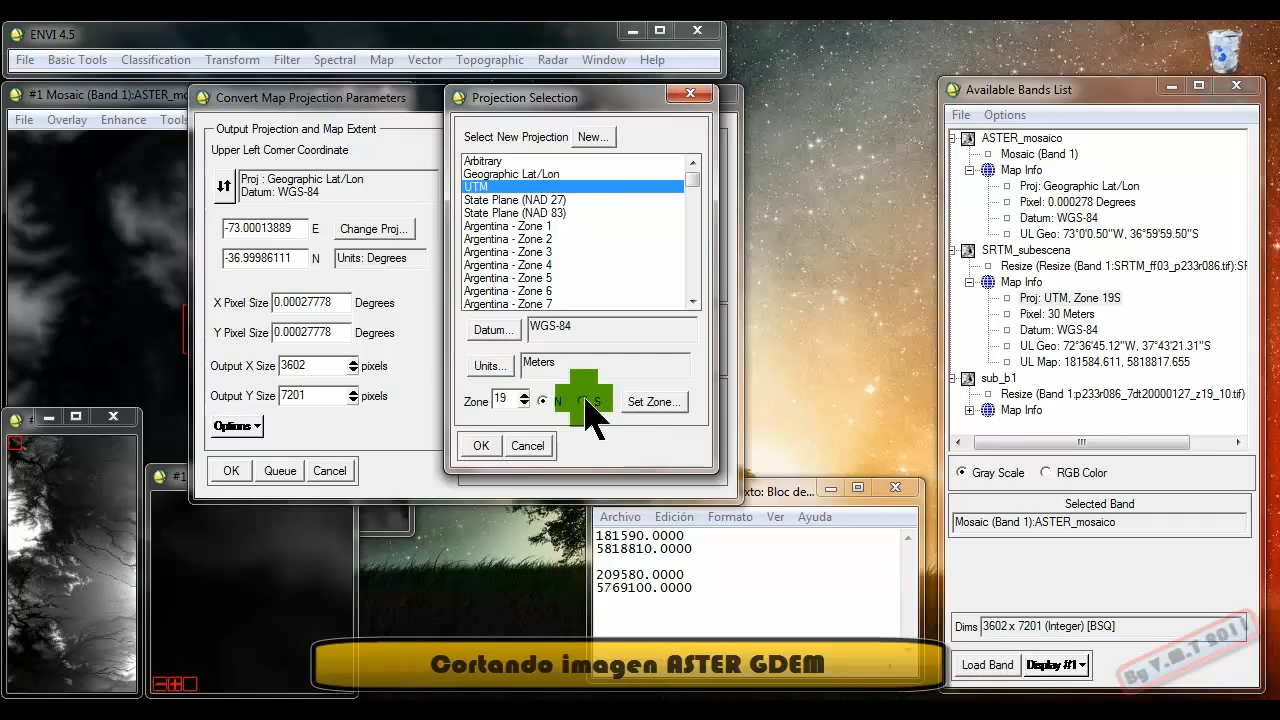 ENVI 4.5
File Basic Tools Classification Transform Filter Spectral Map Vector Topographic Radar Window Help
#1 Mosaic (Band 1):ASTER_mo
File Overlay Enhance Tools
Convert Map Projection Parameters
Output Projection and Map Extent
Upper Left Corner Coordinate
Proj : Geographic Lat/Lon
Datum: WGS-84
-73.00013889 E Change Proj...
-36.99986111 N Units: Degrees
X Pixel Size 0.00027778 Degrees
Y Pixel Size 0.00027778 Degrees
Output X Size 3602 pixels
Output Y Size 7201 pixels
Options
OK Queue Cancel
Projection Selection
Select New Projection New...
Arbitrary
Geographic Lat/Lon
UTM
State Plane (NAD 27)
State Plane (NAD 83)
Argentina - Zone 1
Argentina - Zone 2
Argentina - Zone 3
Argentina - Zone 4
Argentina - Zone 5
Argentina - Zone 6
Argentina - Zone 7
Datum... WGS-84
Units... Meters
Zone 19 N S Set Zone...
OK Cancel
Available Bands List
File Options
ASTER_mosaico
Mosaic (Band 1)
Map Info
Proj: Geographic Lat/Lon
Pixel: 0.000278 Degrees
Datum: WGS-84
UL Geo: 73°0'0.50"W, 36°59'59.50"S
SRTM_subescena
Resize (Resize (Band 1:SRTM_ff03_p233r086.tif):SF
Map Info
Proj: UTM, Zone 19S
Pixel: 30 Meters
Datum: WGS-84
UL Geo: 72°36'45.12"W, 37°43'21.31"S
UL Map: 181584.611, 5818817.655
sub_b1
Resize (Band 1:p233r086_7dt20000127_z19_10.tif)
Map Info
Gray Scale RGB Color
Selected Band
Mosaic (Band 1):ASTER_mosaico
Dims 3602 x 7201 (Integer) [BSQ]
Load Band Display #1
#1
xto: Bloc de...
Archivo Edición Formato Ver Ayuda
181590.0000
5818810.0000
209580.0000
5769100.0000
Cortando imagen ASTER GDEM
By Y.M.T 2011